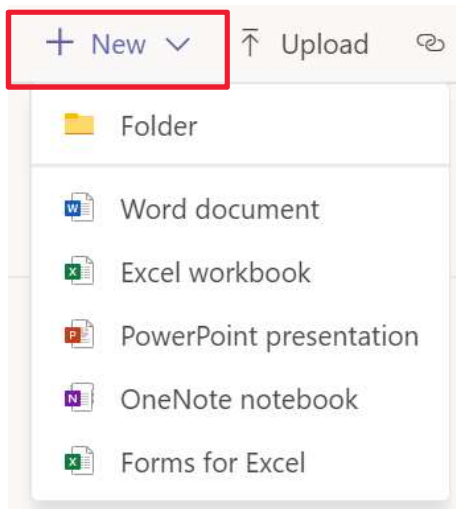 New Upload
Folder
Word document
Excel workbook
PowerPoint presentation
OneNote notebook
Forms for Excel